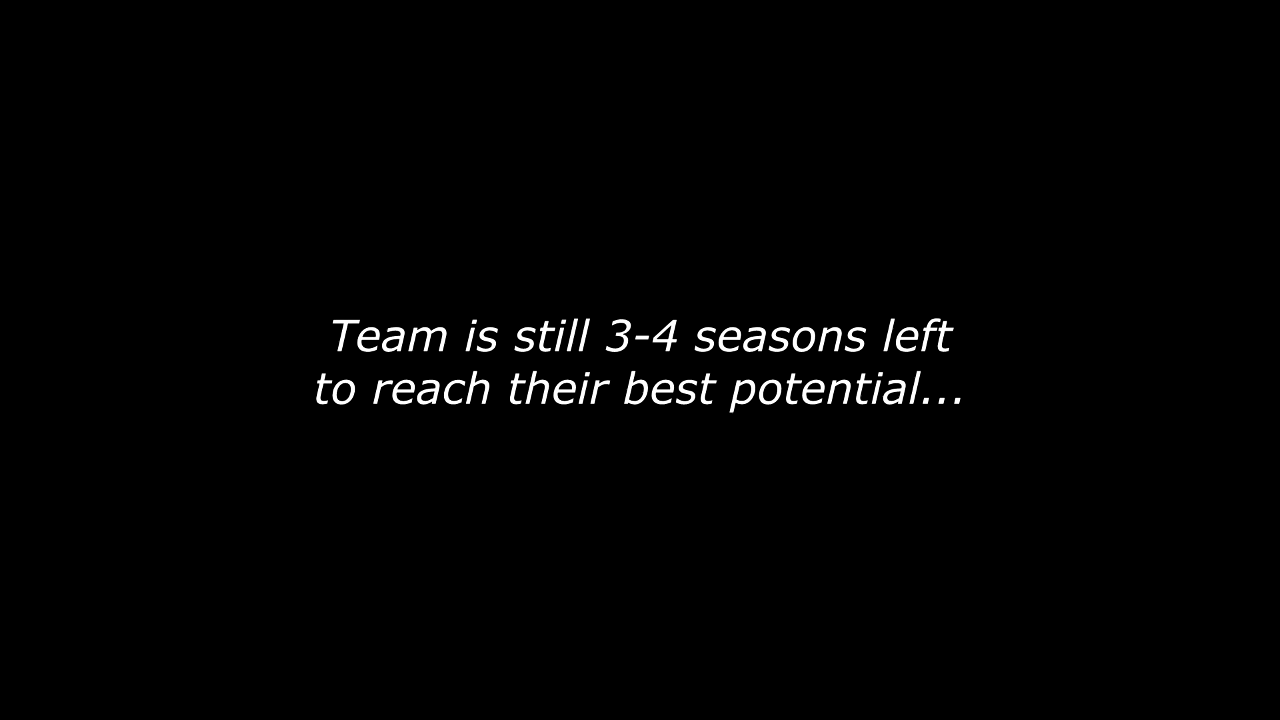 Team is still 3-4 seasons left
to reach their best potential...